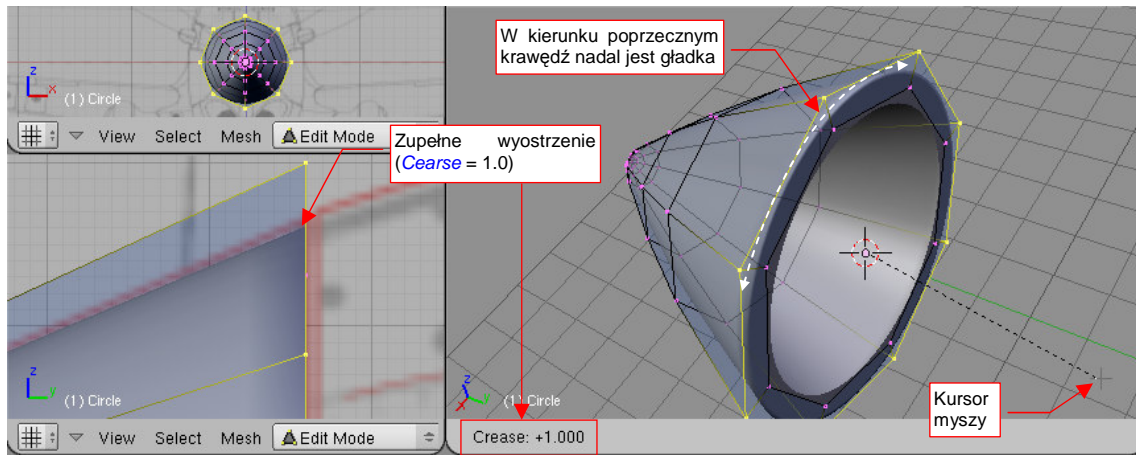 z
x
(1) Circle
View Select Mesh Edit Mode
W kierunku poprzecznym
krawędź nadal jest gładka
Zupełne wyostrzenie
(Cearse = 1.0)
z
y
(1) Circle
View Select Mesh Edit Mode
z
x
y
(1) Circle
Crease: +1.000
Kursor
myszy